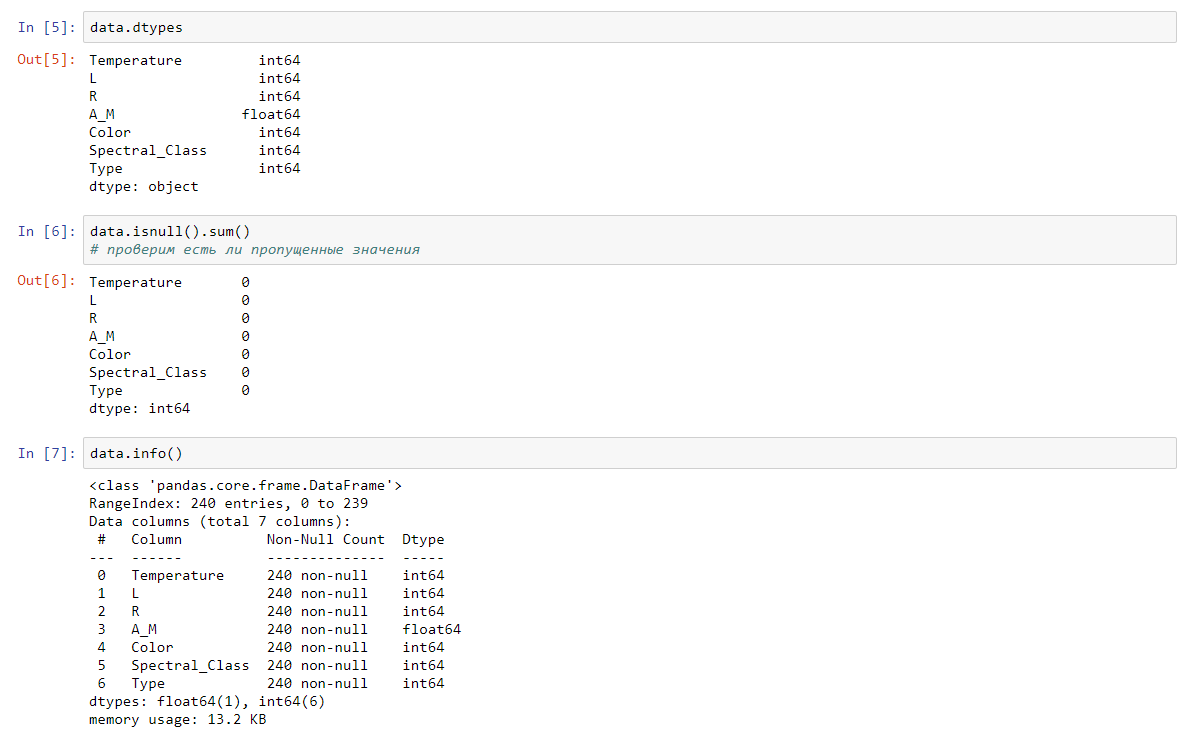 In [5]: data.dtypes
Out[5]: Temperature         int64
L                   int64
R                   int64
A_M               float64
Color               int64
Spectral_Class      int64
Type                int64
dtype: object
In [6]: data.isnull().sum()
# проверим есть ли пропущенные значения
Out[6]: Temperature       0
L                 0
R                 0
A_M               0
Color             0
Spectral_Class    0
Type              0
dtype: int64
In [7]: data.info()
<class 'pandas.core.frame.DataFrame'>
RangeIndex: 240 entries, 0 to 239
Data columns (total 7 columns):
 #   Column          Non-Null Count  Dtype
---  ------          --------------  -----
 0   Temperature     240 non-null    int64
 1   L               240 non-null    int64
 2   R               240 non-null    int64
 3   A_M             240 non-null    float64
 4   Color           240 non-null    int64
 5   Spectral_Class  240 non-null    int64
 6   Type            240 non-null    int64
dtypes: float64(1), int64(6)
memory usage: 13.2 KB